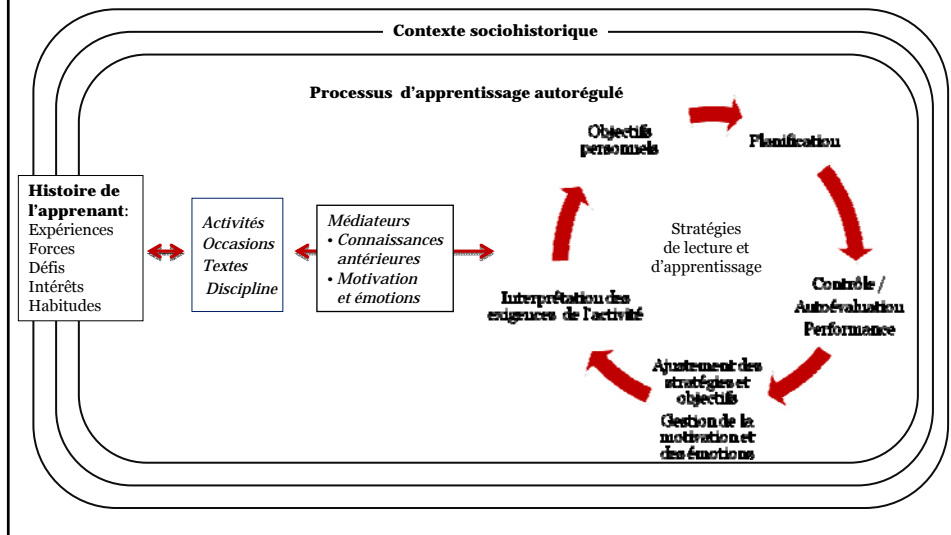 Contexte sociohistorique
Processus d'apprentissage autorégulé
Histoire de
l'apprenant:
Expériences
Forces
Défis
Intérêts
Habitudes
Activités
Occasions
Textes
Discipline
Médiateurs
• Connaissances
antérieures
• Motivation
et émotions
Objectifs
personnels
Planification
Stratégies
de lecture et
d'apprentissage
Contrôle /
Autoévaluation
Performance
Ajustement des
stratégies et
objectifs
Gestion de la
motivation et
des émotions
Interprétation des
exigences de l'activité